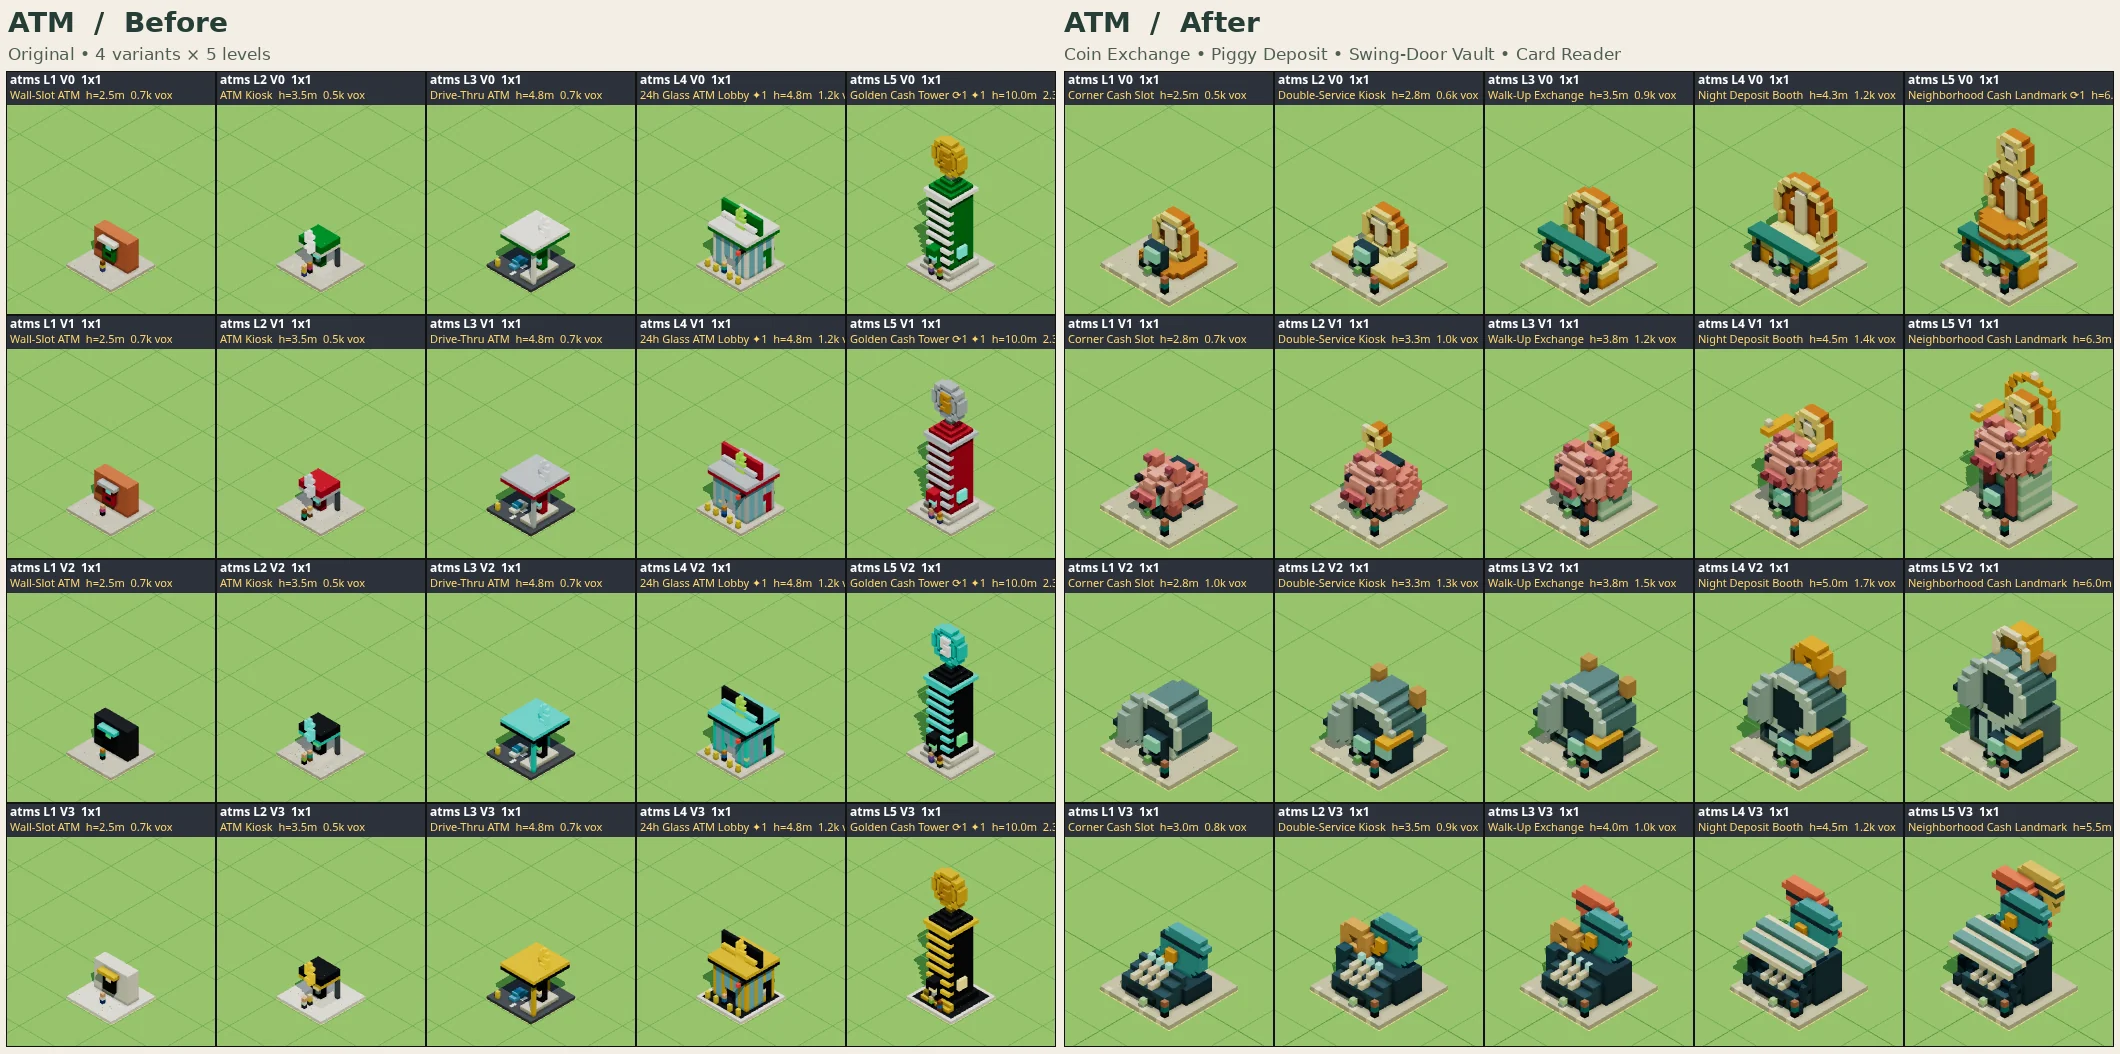 ATM / Before
Original • 4 variants × 5 levels
atms L1 V0 1x1
Wall-Slot ATM h=2.5m 0.7k vox
atms L2 V0 1x1
ATM Kiosk h=3.5m 0.5k vox
atms L3 V0 1x1
Drive-Thru ATM h=4.8m 0.7k vox
atms L4 V0 1x1
24h Glass ATM Lobby ✦1 h=4.8m 1.2k v
atms L5 V0 1x1
Golden Cash Tower ⟳1 ✦1 h=10.0m 2.3
atms L1 V1 1x1
Wall-Slot ATM h=2.5m 0.7k vox
atms L2 V1 1x1
ATM Kiosk h=3.5m 0.5k vox
atms L3 V1 1x1
Drive-Thru ATM h=4.8m 0.7k vox
atms L4 V1 1x1
24h Glass ATM Lobby ✦1 h=4.8m 1.2k v
atms L5 V1 1x1
Golden Cash Tower ⟳1 ✦1 h=10.0m 2.3
atms L1 V2 1x1
Wall-Slot ATM h=2.5m 0.7k vox
atms L2 V2 1x1
ATM Kiosk h=3.5m 0.5k vox
atms L3 V2 1x1
Drive-Thru ATM h=4.8m 0.7k vox
atms L4 V2 1x1
24h Glass ATM Lobby ✦1 h=4.8m 1.2k v
atms L5 V2 1x1
Golden Cash Tower ⟳1 ✦1 h=10.0m 2.3
atms L1 V3 1x1
Wall-Slot ATM h=2.5m 0.7k vox
atms L2 V3 1x1
ATM Kiosk h=3.5m 0.5k vox
atms L3 V3 1x1
Drive-Thru ATM h=4.8m 0.7k vox
atms L4 V3 1x1
24h Glass ATM Lobby ✦1 h=4.8m 1.2k v
atms L5 V3 1x1
Golden Cash Tower ⟳1 ✦1 h=10.0m 2.3
ATM / After
Coin Exchange • Piggy Deposit • Swing-Door Vault • Card Reader
atms L1 V0 1x1
Corner Cash Slot h=2.5m 0.5k vox
atms L2 V0 1x1
Double-Service Kiosk h=2.8m 0.6k vox
atms L3 V0 1x1
Walk-Up Exchange h=3.5m 0.9k vox
atms L4 V0 1x1
Night Deposit Booth h=4.3m 1.2k vox
atms L5 V0 1x1
Neighborhood Cash Landmark ⟳1 h=6.
atms L1 V1 1x1
Corner Cash Slot h=2.8m 0.7k vox
atms L2 V1 1x1
Double-Service Kiosk h=3.3m 1.0k vox
atms L3 V1 1x1
Walk-Up Exchange h=3.8m 1.2k vox
atms L4 V1 1x1
Night Deposit Booth h=4.5m 1.4k vox
atms L5 V1 1x1
Neighborhood Cash Landmark h=6.3m
atms L1 V2 1x1
Corner Cash Slot h=2.8m 1.0k vox
atms L2 V2 1x1
Double-Service Kiosk h=3.3m 1.3k vox
atms L3 V2 1x1
Walk-Up Exchange h=3.8m 1.5k vox
atms L4 V2 1x1
Night Deposit Booth h=5.0m 1.7k vox
atms L5 V2 1x1
Neighborhood Cash Landmark h=6.0m
atms L1 V3 1x1
Corner Cash Slot h=3.0m 0.8k vox
atms L2 V3 1x1
Double-Service Kiosk h=3.5m 0.9k vox
atms L3 V3 1x1
Walk-Up Exchange h=4.0m 1.0k vox
atms L4 V3 1x1
Night Deposit Booth h=4.5m 1.2k vox
atms L5 V3 1x1
Neighborhood Cash Landmark h=5.5m